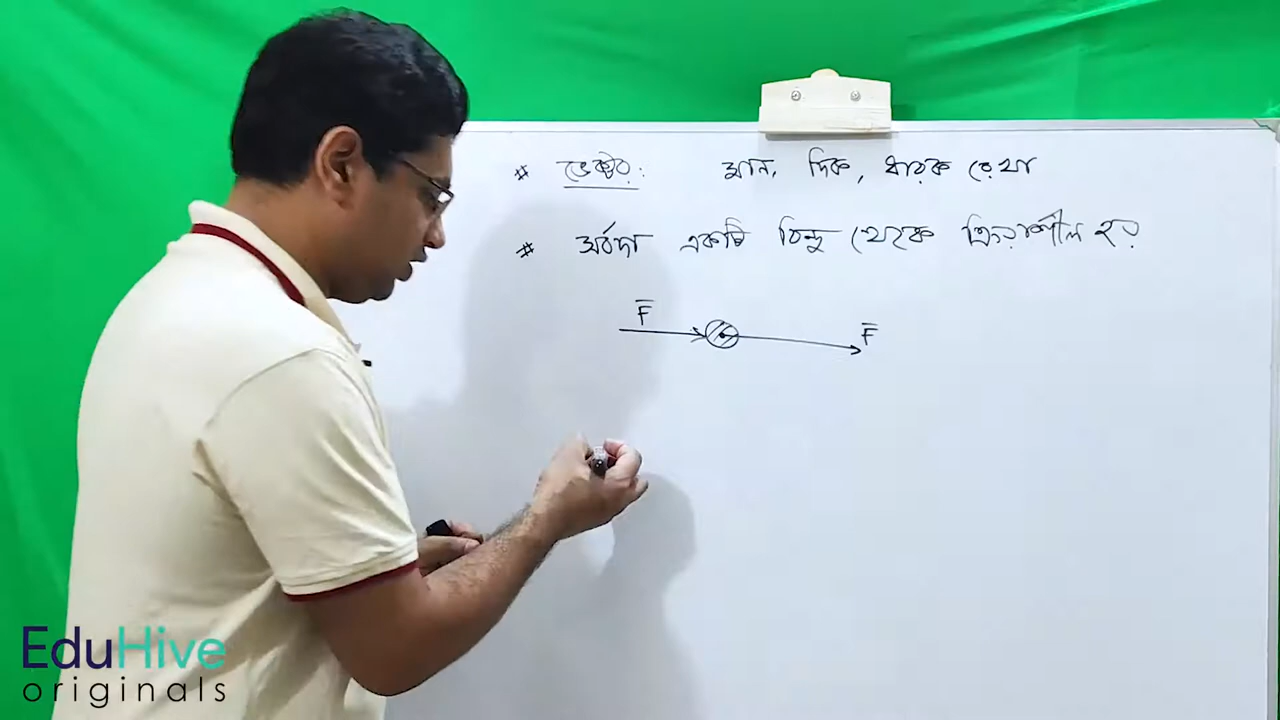 * ভেক্টর: মান, দিক, ধারক রেখা
* সর্বদা একটি বিন্দু থেকে ক্রিয়াশীল হয়
F̅
F̅
EduHive
originals